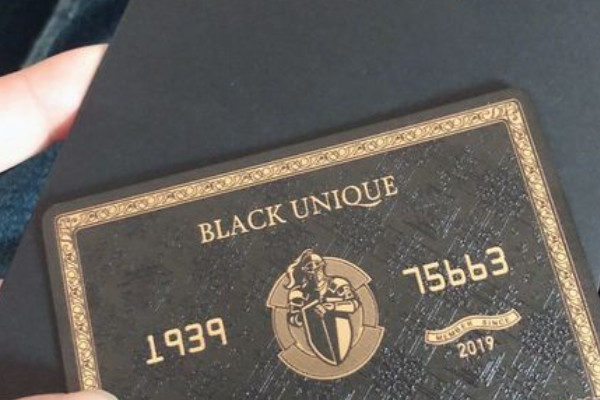 BLACK UNIQUE
1939 75663
MEMBER SINCE
2019